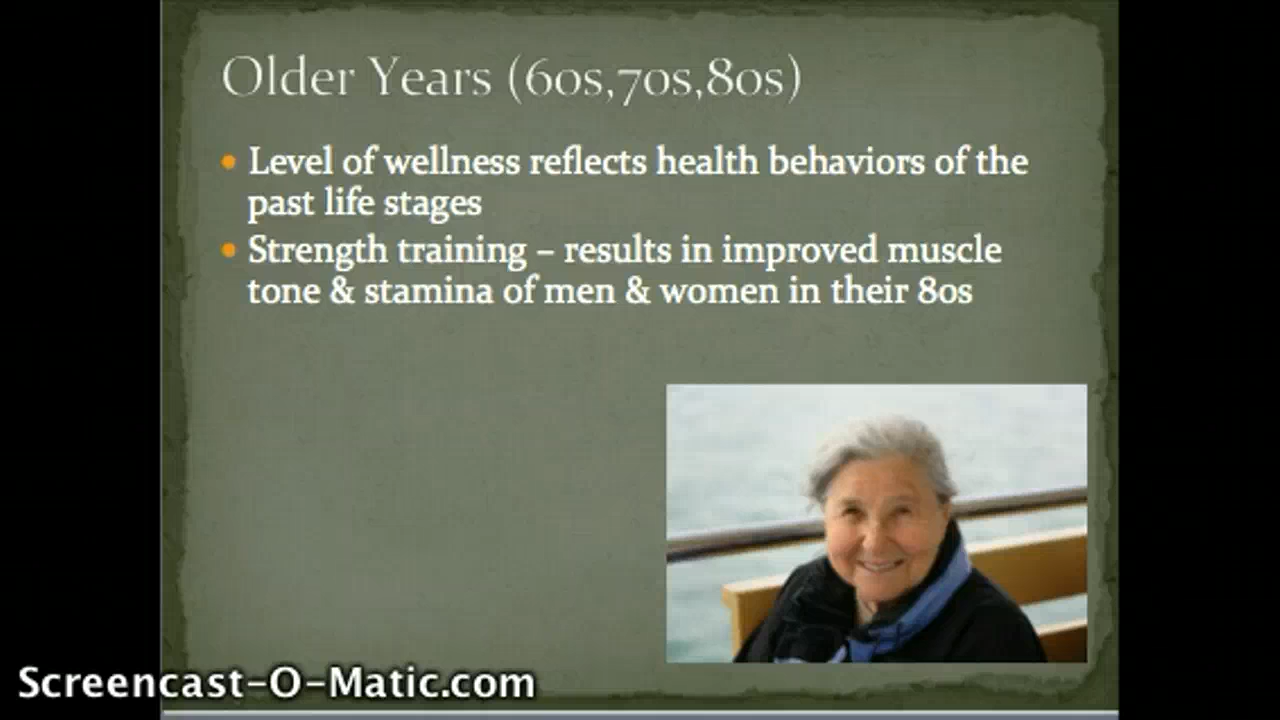 Older Years (60s,70s,80s)
• Level of wellness reflects health behaviors of the
past life stages
• Strength training – results in improved muscle
tone & stamina of men & women in their 80s
Screencast-O-Matic.com